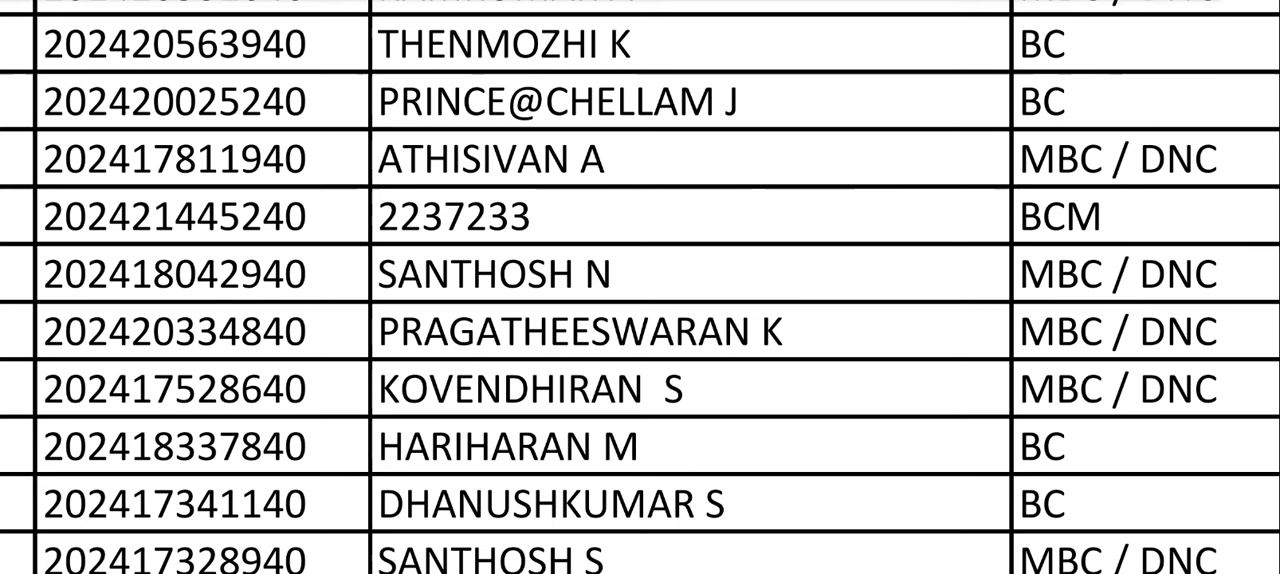 202420563940 THENMOZHI K BC
202420025240 PRINCE@CHELLAM J BC
202417811940 ATHISIVAN A MBC / DNC
202421445240 2237233 BCM
202418042940 SANTHOSH N MBC / DNC
202420334840 PRAGATHEESWARAN K MBC / DNC
202417528640 KOVENDHIRAN  S MBC / DNC
202418337840 HARIHARAN M BC
202417341140 DHANUSHKUMAR S BC
202417328940 SANTHOSH S MBC / DNC